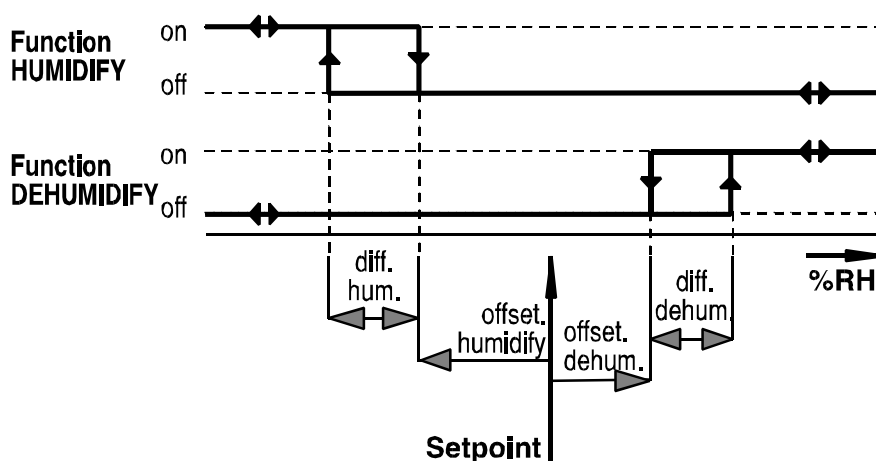 Function
HUMIDIFY
on
off
Function
DEHUMIDIFY
on
off
%RH
diff.
hum.
offset.
humidify
offset.
dehum.
diff.
dehum.
Setpoint